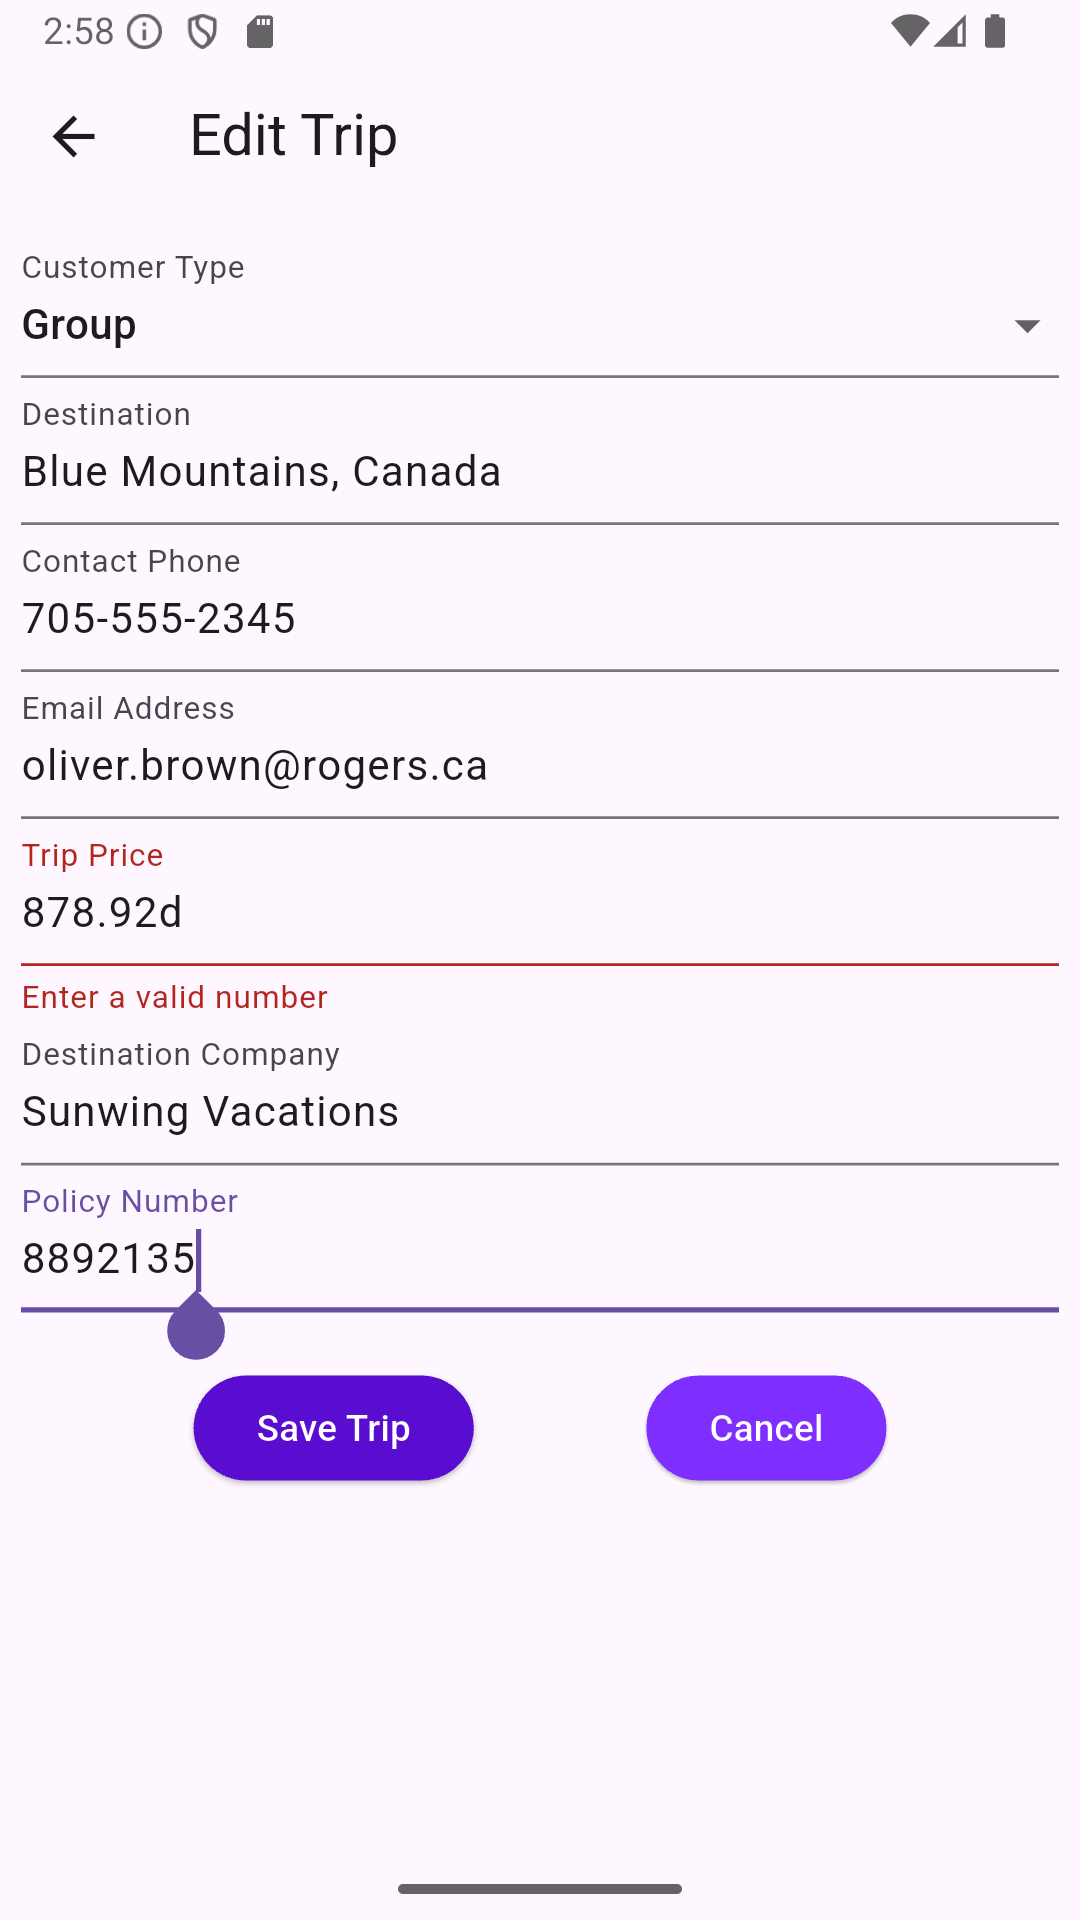 2:58
Edit Trip
Customer Type
Group
Destination
Blue Mountains, Canada
Contact Phone
705-555-2345
Email Address
oliver.brown@rogers.ca
Trip Price
878.92d
Enter a valid number
Destination Company
Sunwing Vacations
Policy Number
8892135
Save Trip Cancel